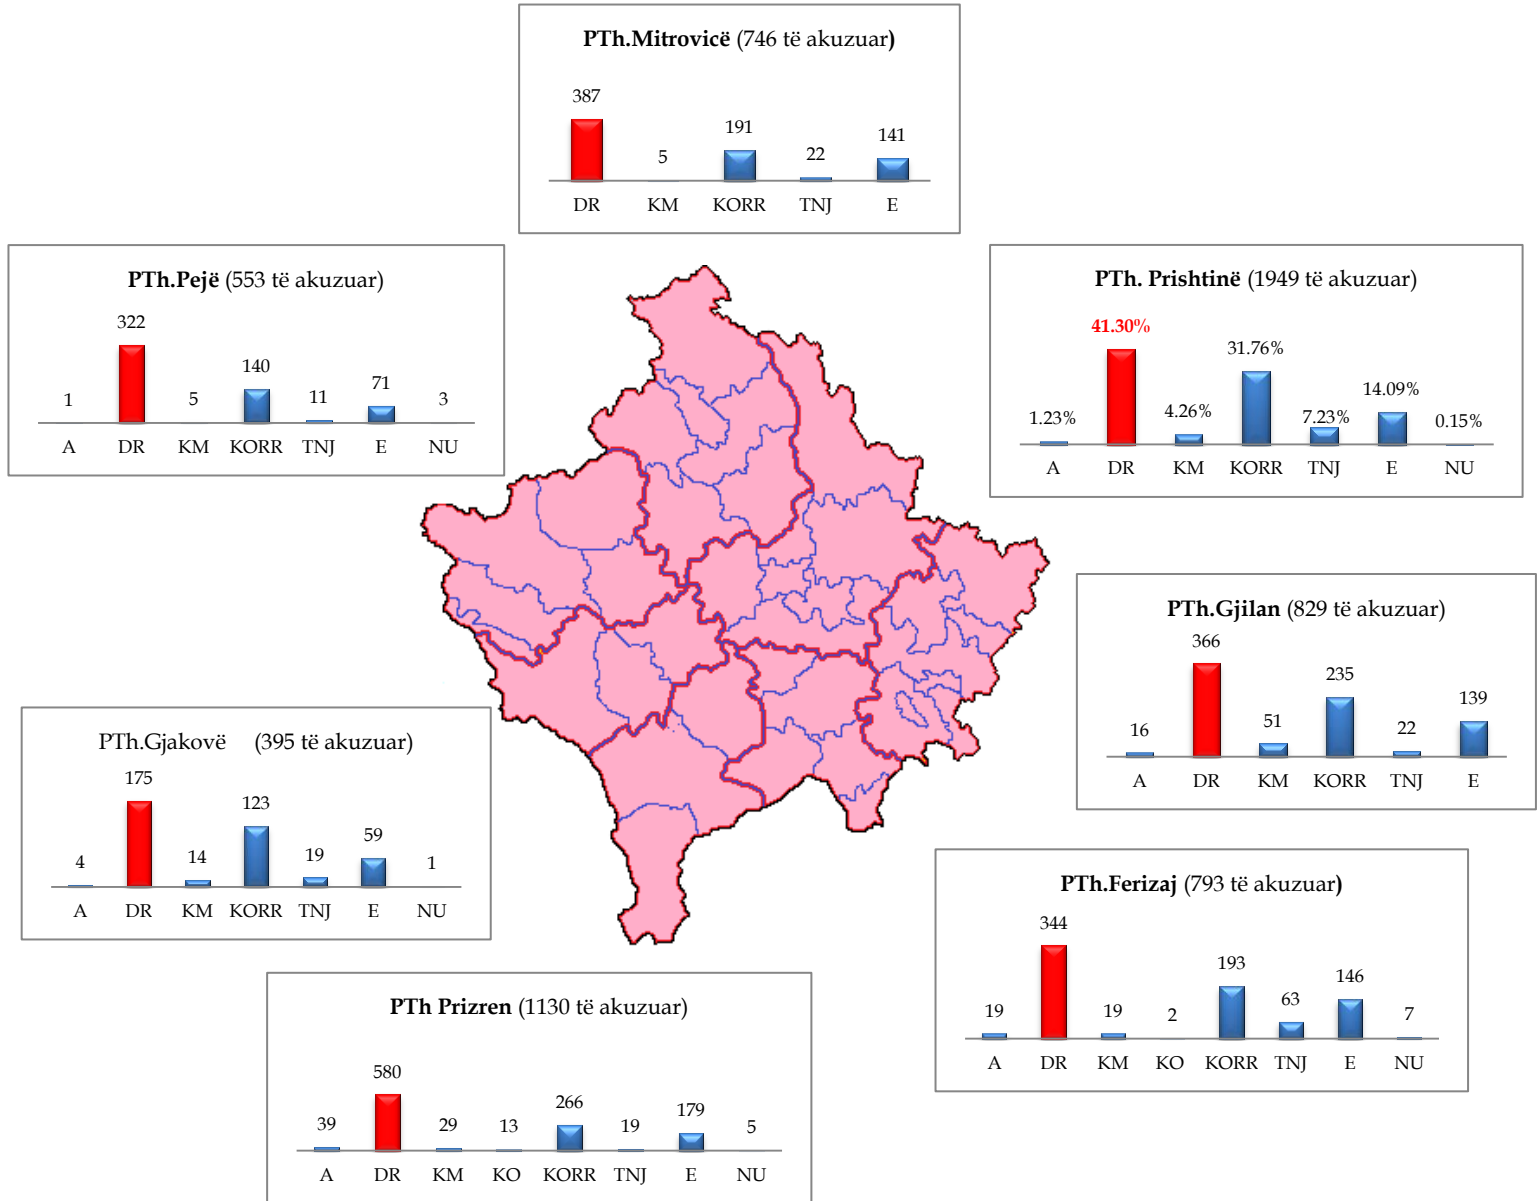 PTh.Mitrovicë (746 të akuzuar)
387 5 191 22 141
DR KM KORR TNJ E
PTh.Pejë (553 të akuzuar)
1 322 5 140 11 71 3
A DR KM KORR TNJ E NU
PTh. Prishtinë (1949 të akuzuar)
1.23% 41.30% 4.26% 31.76% 7.23% 14.09% 0.15%
A DR KM KORR TNJ E NU
PTh.Gjilan (829 të akuzuar)
16 366 51 235 22 139
A DR KM KORR TNJ E
PTh.Gjakovë (395 të akuzuar)
4 175 14 123 19 59 1
A DR KM KORR TNJ E NU
PTh.Ferizaj (793 të akuzuar)
19 344 19 2 193 63 146 7
A DR KM KO KORR TNJ E NU
PTh Prizren (1130 të akuzuar)
39 580 29 13 266 19 179 5
A DR KM KO KORR TNJ E NU